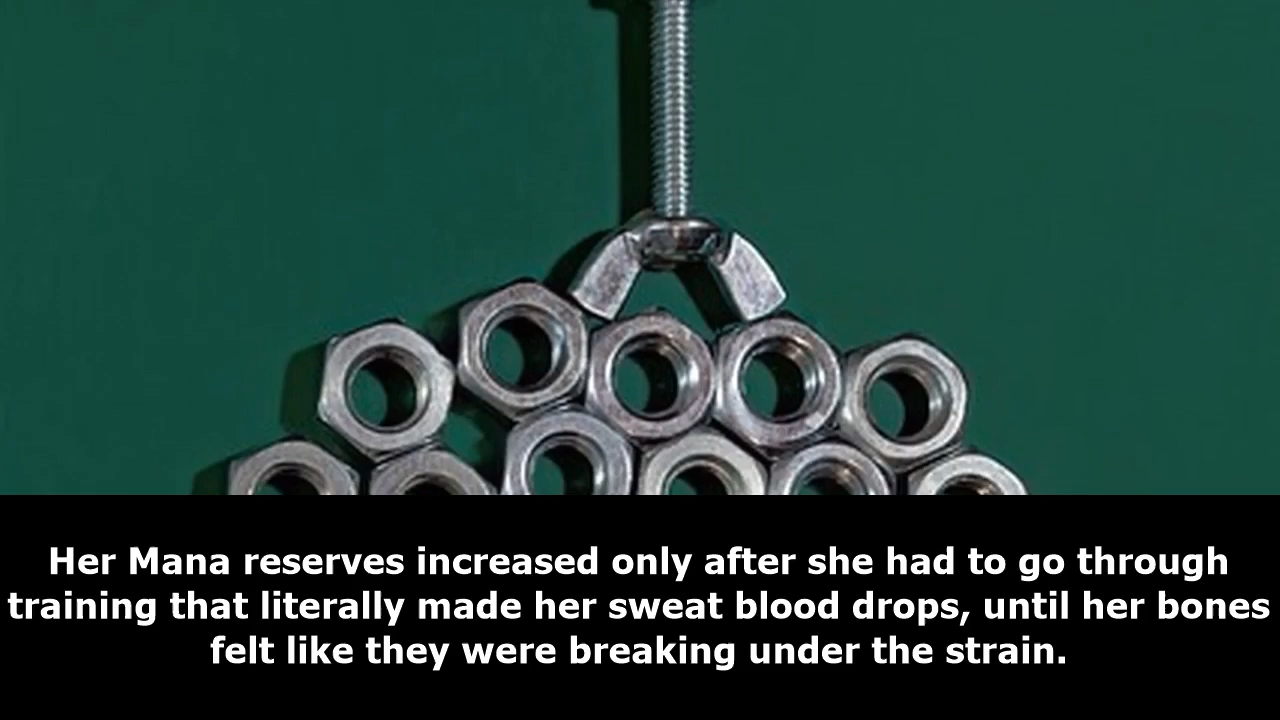 Her Mana reserves increased only after she had to go through
training that literally made her sweat blood drops, until her bones
felt like they were breaking under the strain.